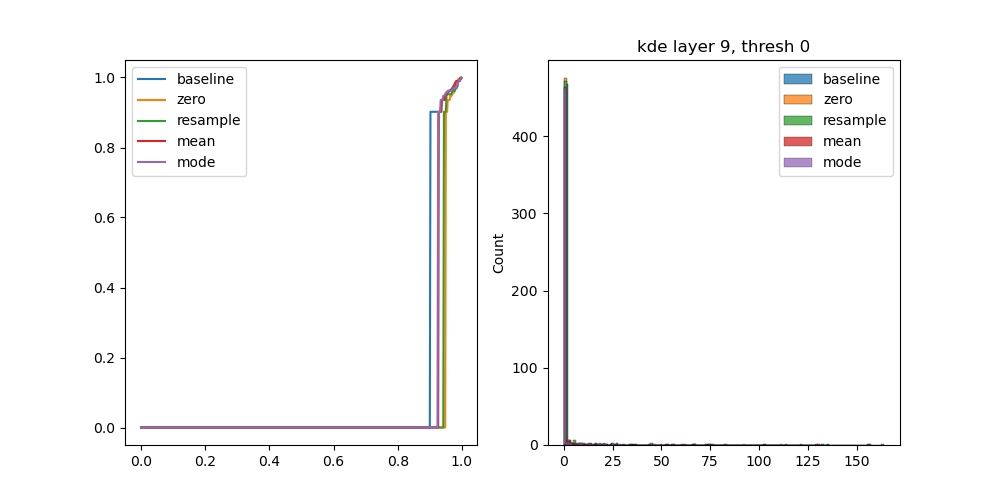 baseline
zero
resample
mean
mode
1.0
0.8
0.6
0.4
0.2
0.0
0.0 0.2 0.4 0.6 0.8 1.0
kde layer 9, thresh 0
baseline
zero
resample
mean
mode
Count
400
300
200
100
0
0 25 50 75 100 125 150